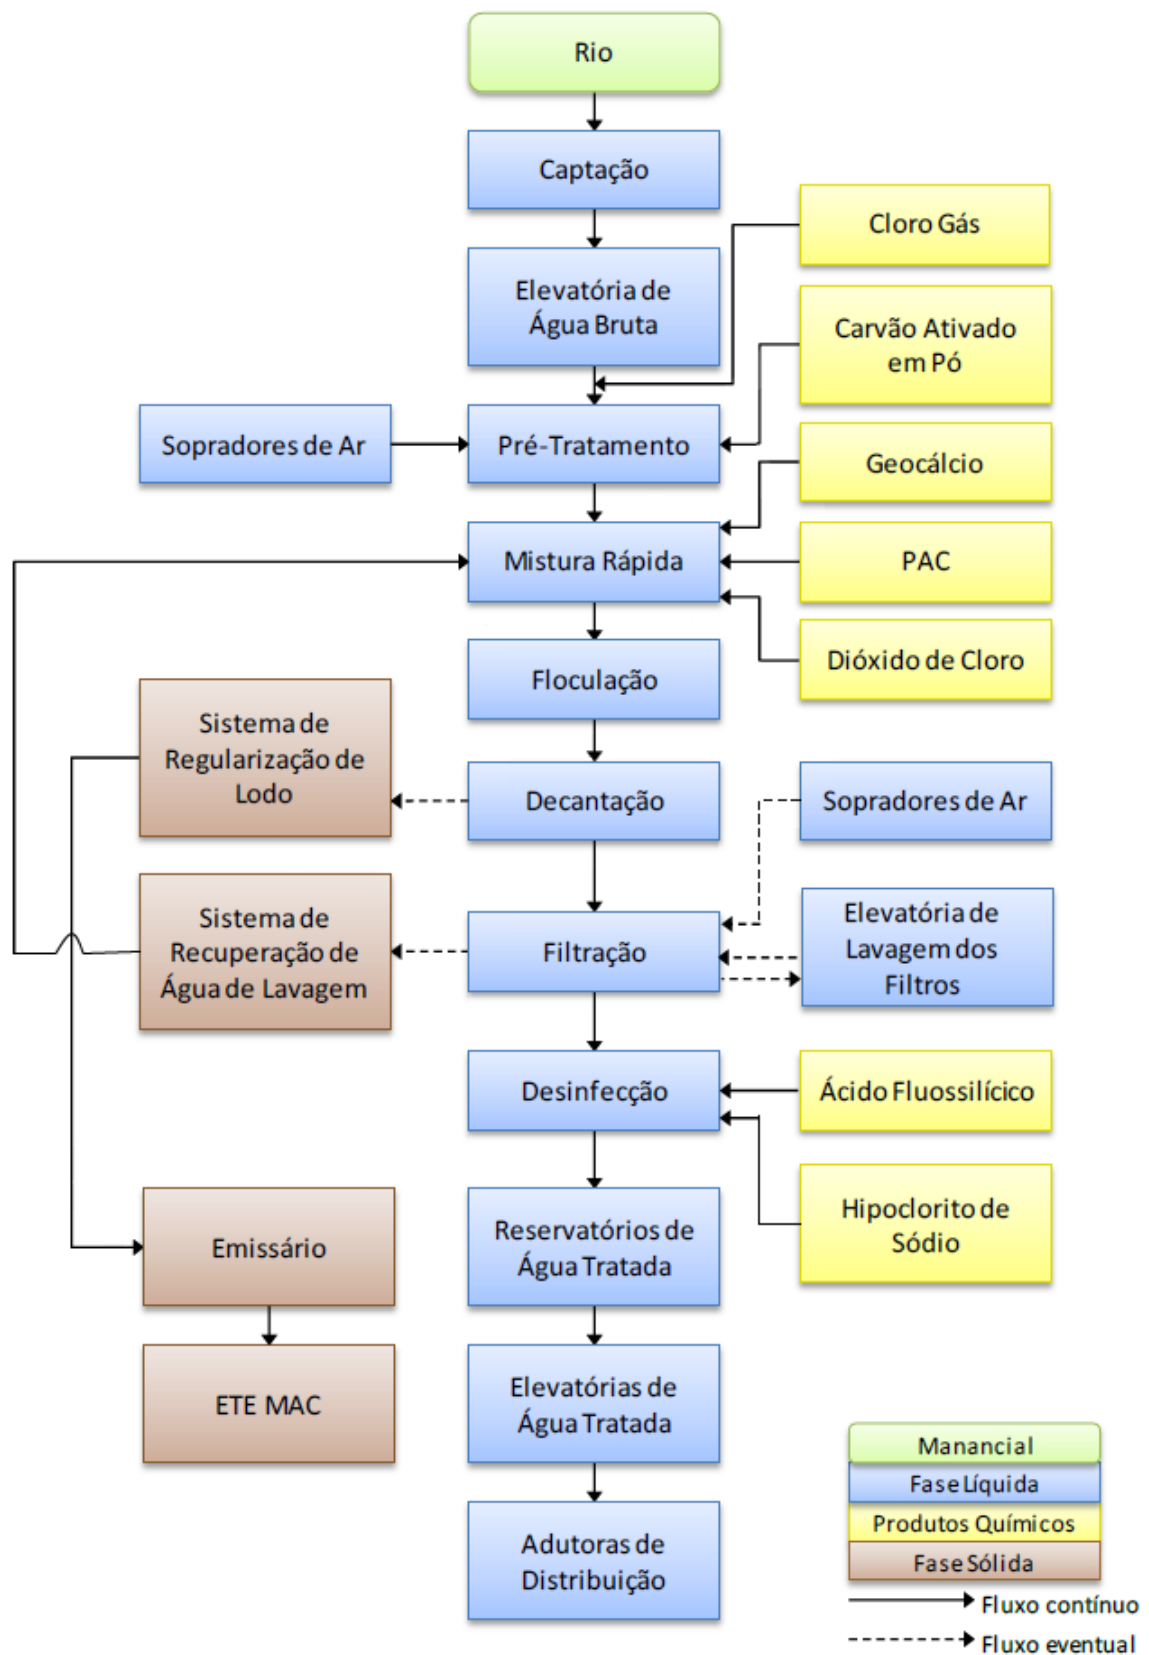 Rio
Captação
Cloro Gás
Elevatória de
Água Bruta
Carvão Ativado
em Pó
Sopradores de Ar
Pré-Tratamento
Geocálcio
Mistura Rápida
PAC
Dióxido de Cloro
Floculação
Sistema de
Regularização de
Lodo
Decantação
Sopradores de Ar
Sistema de
Recuperação de
Água de Lavagem
Filtração
Elevatória de
Lavagem dos
Filtros
Desinfecção
Ácido Fluossilícico
Emissário
Reservatórios de
Água Tratada
Hipoclorito de
Sódio
ETE MAC
Elevatórias de
Água Tratada
Adutoras de
Distribuição
Manancial
Fase Líquida
Produtos Químicos
Fase Sólida
Fluxo contínuo
Fluxo eventual